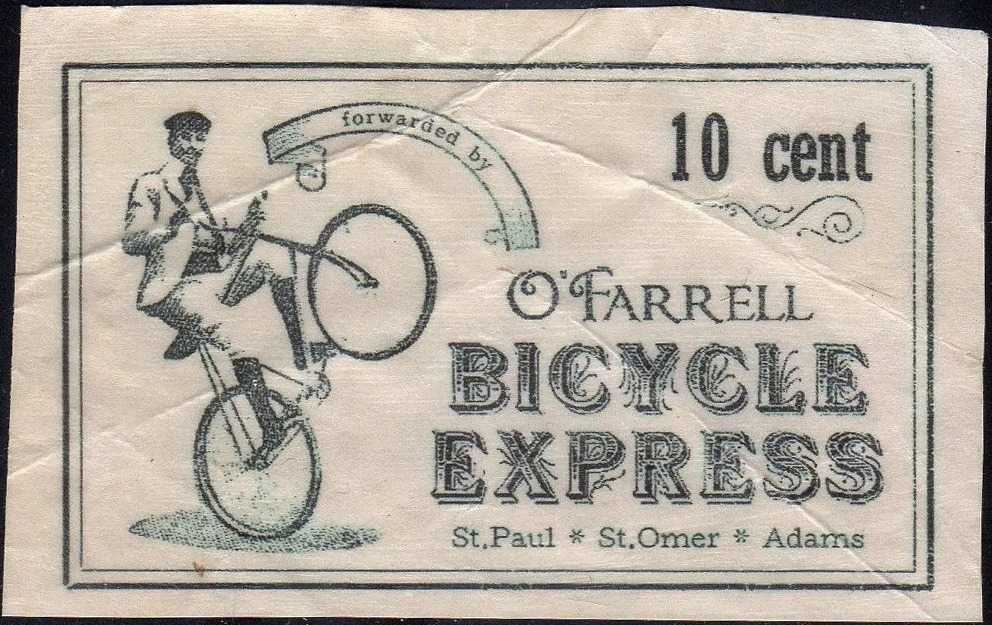 forwarded by
10 cent
O'FARRELL
BICYCLE
EXPRESS
St.Paul * St.Omer * Adams